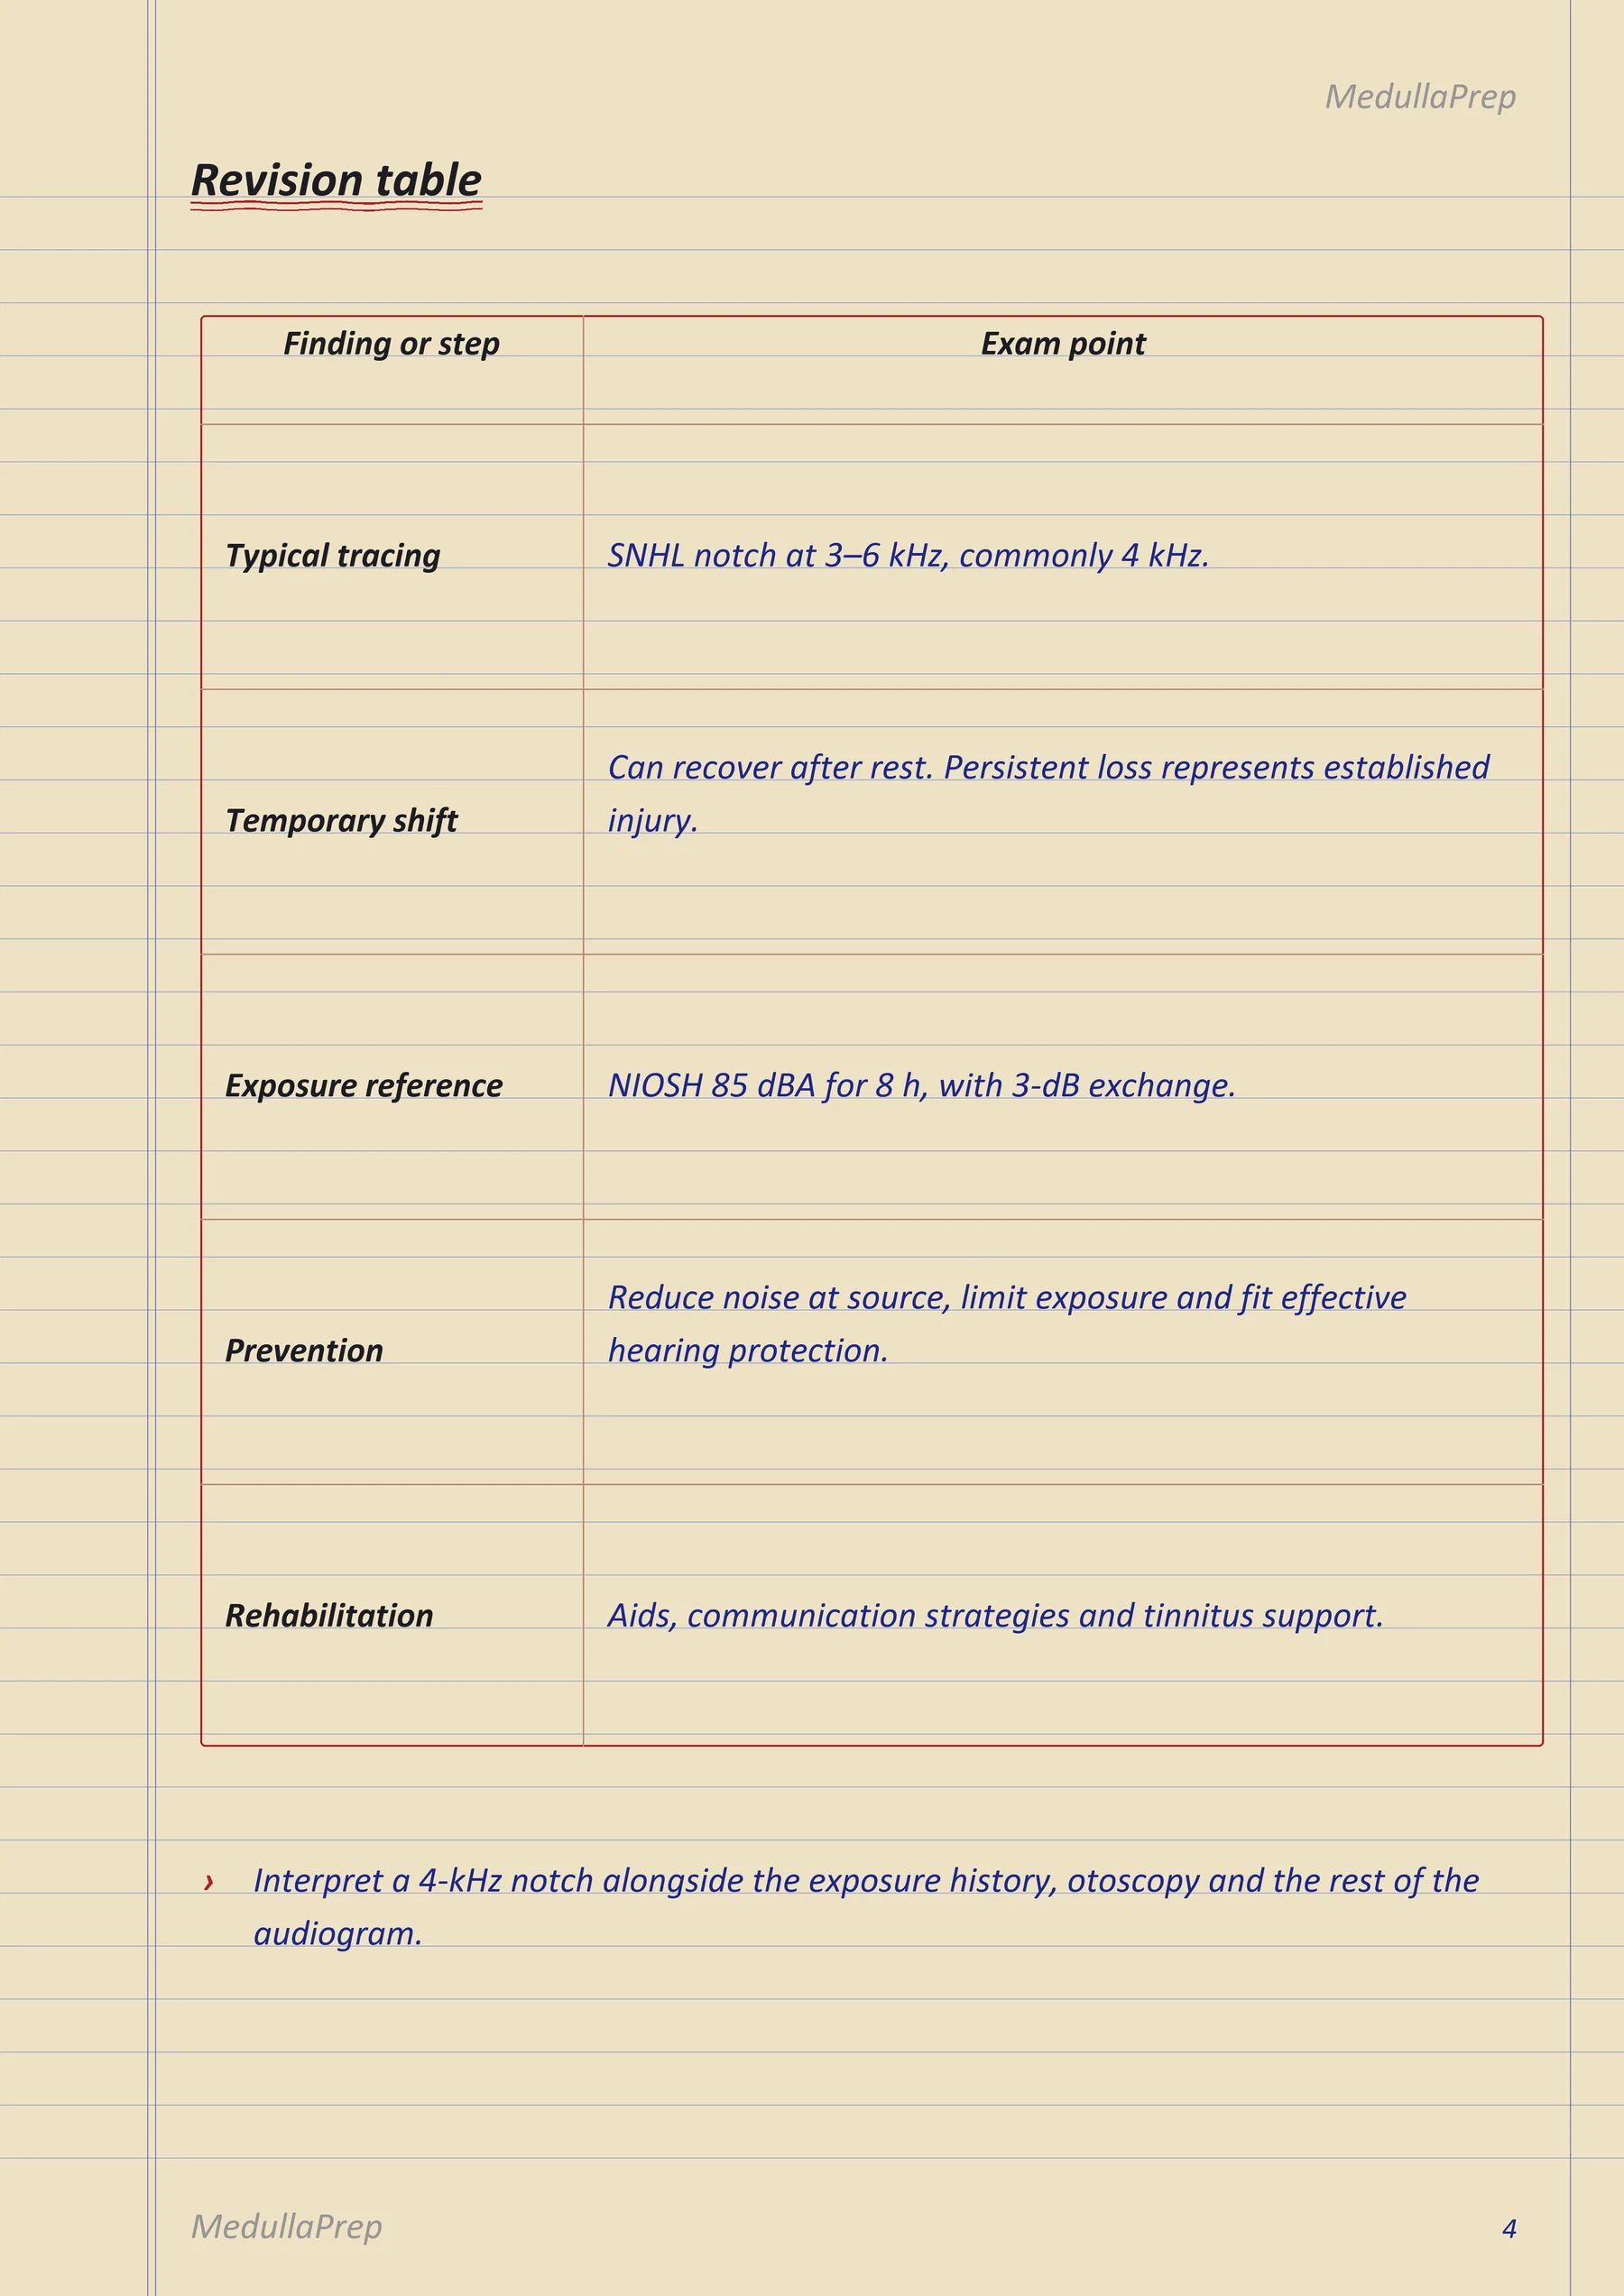 MedullaPrep
Revision table
Finding or step
Exam point
Typical tracing
SNHL notch at 3–6 kHz, commonly 4 kHz.
Temporary shift
Can recover after rest. Persistent loss represents established
injury.
Exposure reference
NIOSH 85 dBA for 8 h, with 3-dB exchange.
Prevention
Reduce noise at source, limit exposure and fit effective
hearing protection.
Rehabilitation
Aids, communication strategies and tinnitus support.
› Interpret a 4-kHz notch alongside the exposure history, otoscopy and the rest of the
audiogram.
MedullaPrep
4